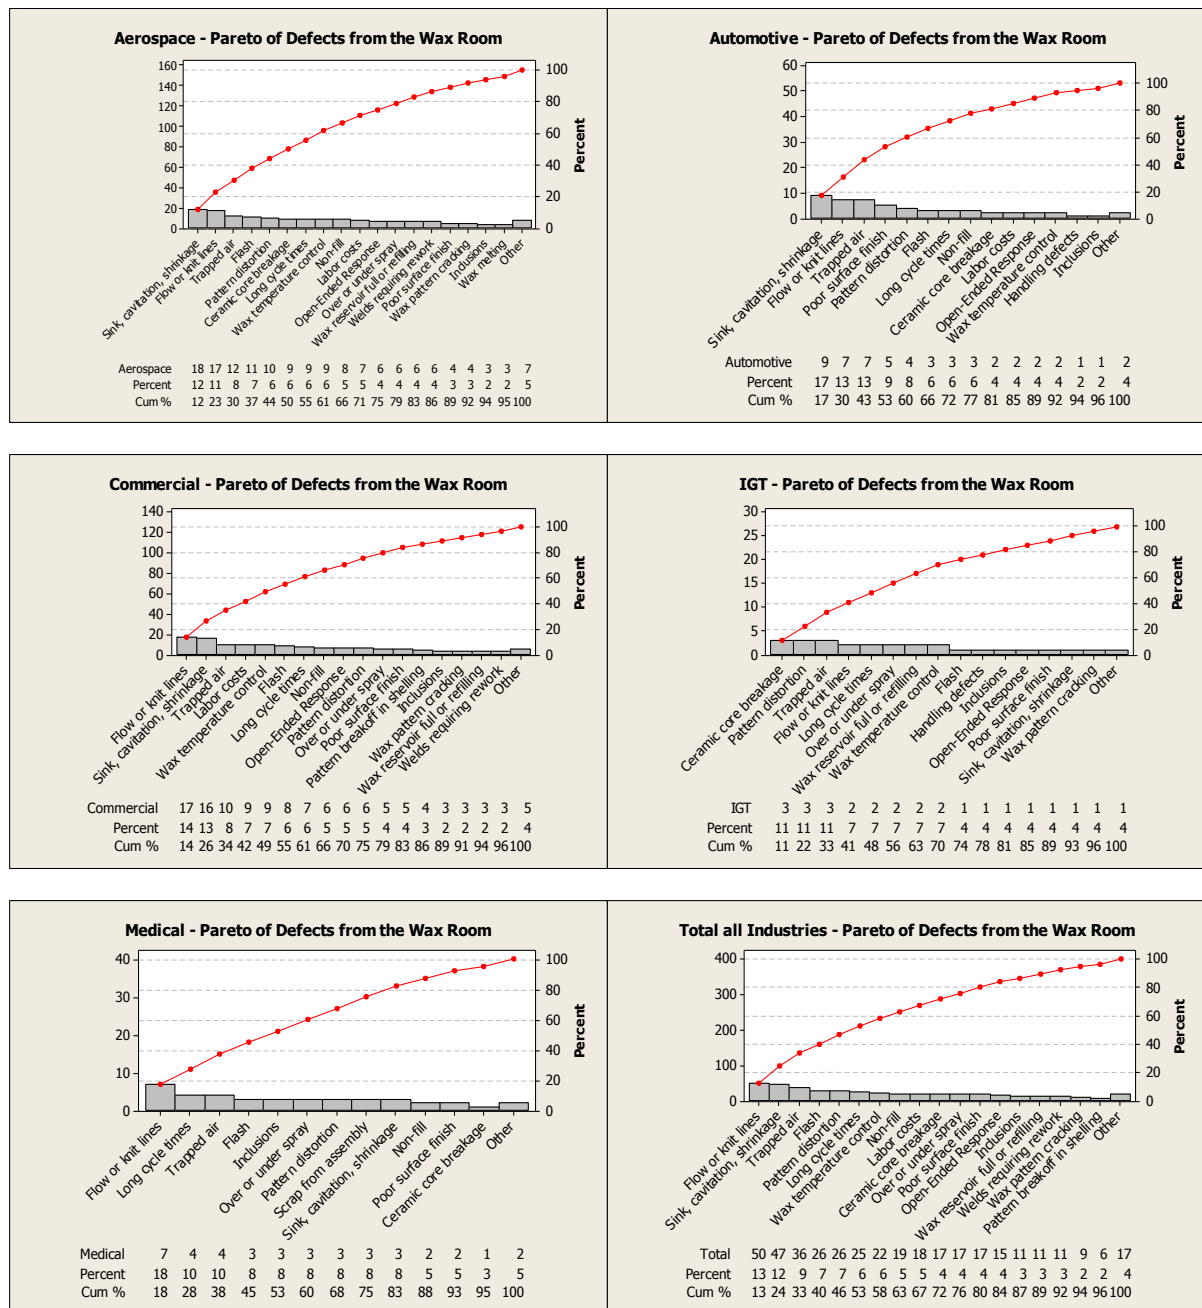 Aerospace - Pareto of Defects from the Wax Room
160
140
120
100
80
60
40
20
0
100
80
60
40
20
0
Percent
Sink, cavitation, shrinkage
Flow or knit lines
Trapped air
Flash
Pattern distortion
Ceramic core breakage
Long cycle times
Wax temperature control
Non-fill
Labor costs
Open-Ended Response
Over or under spray
Wax reservoir full or refilling
Welds requiring rework
Poor surface finish
Wax pattern cracking
Inclusions
Wax melting
Other
Aerospace 18 17 12 11 10 9 9 9 8 7 6 6 6 6 4 4 3 3 7
Percent 12 11 8 7 6 6 6 6 5 5 4 4 4 4 3 3 2 2 5
Cum % 12 23 30 37 44 50 55 61 66 71 75 79 83 86 89 92 94 95 100
Automotive - Pareto of Defects from the Wax Room
60
50
40
30
20
10
0
100
80
60
40
20
0
Percent
Sink, cavitation, shrinkage
Flow or knit lines
Trapped air
Poor surface finish
Pattern distortion
Flash
Long cycle times
Non-fill
Ceramic core breakage
Labor costs
Open-Ended Response
Wax temperature control
Handling defects
Inclusions
Other
Automotive 9 7 7 5 4 3 3 3 2 2 2 2 1 1 2
Percent 17 13 13 9 8 6 6 6 4 4 4 4 2 2 4
Cum % 17 30 43 53 60 66 72 77 81 85 89 92 94 96 100
Commercial - Pareto of Defects from the Wax Room
140
120
100
80
60
40
20
0
100
80
60
40
20
0
Percent
Flow or knit lines
Sink, cavitation, shrinkage
Trapped air
Labor costs
Wax temperature control
Flash
Long cycle times
Non-fill
Open-Ended Response
Pattern distortion
Over or under spray
Poor surface finish
Pattern breakoff in shelling
Inclusions
Wax pattern cracking
Wax reservoir full or refilling
Welds requiring rework
Other
Commercial 17 16 10 9 9 8 7 6 6 6 5 5 4 3 3 3 3 5
Percent 14 13 8 7 7 6 6 5 5 5 4 4 3 2 2 2 2 4
Cum % 14 26 34 42 49 55 61 66 70 75 79 83 86 89 91 94 96 100
IGT - Pareto of Defects from the Wax Room
30
25
20
15
10
5
0
100
80
60
40
20
0
Percent
Ceramic core breakage
Pattern distortion
Trapped air
Flow or knit lines
Long cycle times
Over or under spray
Wax reservoir full or refilling
Wax temperature control
Flash
Handling defects
Inclusions
Open-Ended Response
Poor surface finish
Sink, cavitation, shrinkage
Wax pattern cracking
Other
IGT 3 3 3 2 2 2 2 2 1 1 1 1 1 1 1 1
Percent 11 11 11 7 7 7 7 7 4 4 4 4 4 4 4 4
Cum % 11 22 33 41 48 56 63 70 74 78 81 85 89 93 96 100
Medical - Pareto of Defects from the Wax Room
40
30
20
10
0
100
80
60
40
20
0
Percent
Flow or knit lines
Long cycle times
Trapped air
Flash
Inclusions
Over or under spray
Pattern distortion
Scrap from assembly
Sink, cavitation, shrinkage
Non-fill
Poor surface finish
Ceramic core breakage
Other
Medical 7 4 4 3 3 3 3 3 3 2 2 1 2
Percent 18 10 10 8 8 8 8 8 8 5 5 3 5
Cum % 18 28 38 45 53 60 68 75 83 88 93 95 100
Total all Industries - Pareto of Defects from the Wax Room
400
300
200
100
0
100
80
60
40
20
0
Percent
Flow or knit lines
Sink, cavitation, shrinkage
Trapped air
Flash
Pattern distortion
Long cycle times
Wax temperature control
Non-fill
Labor costs
Ceramic core breakage
Over or under spray
Poor surface finish
Open-Ended Response
Inclusions
Wax reservoir full or refilling
Welds requiring rework
Wax pattern cracking
Pattern breakoff in shelling
Other
Total 50 47 36 26 26 25 22 19 18 17 17 17 15 11 11 11 9 6 17
Percent 13 12 9 7 7 6 6 5 5 4 4 4 4 3 3 3 2 2 4
Cum % 13 24 33 40 46 53 58 63 67 72 76 80 84 87 89 92 94 96 100